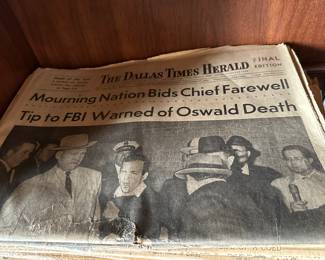 THE DALLAS TIMES HERALD
FINAL
EDITION
Mourning Nation Bids Chief Farewell
Tip to FBI Warned of Oswald Death